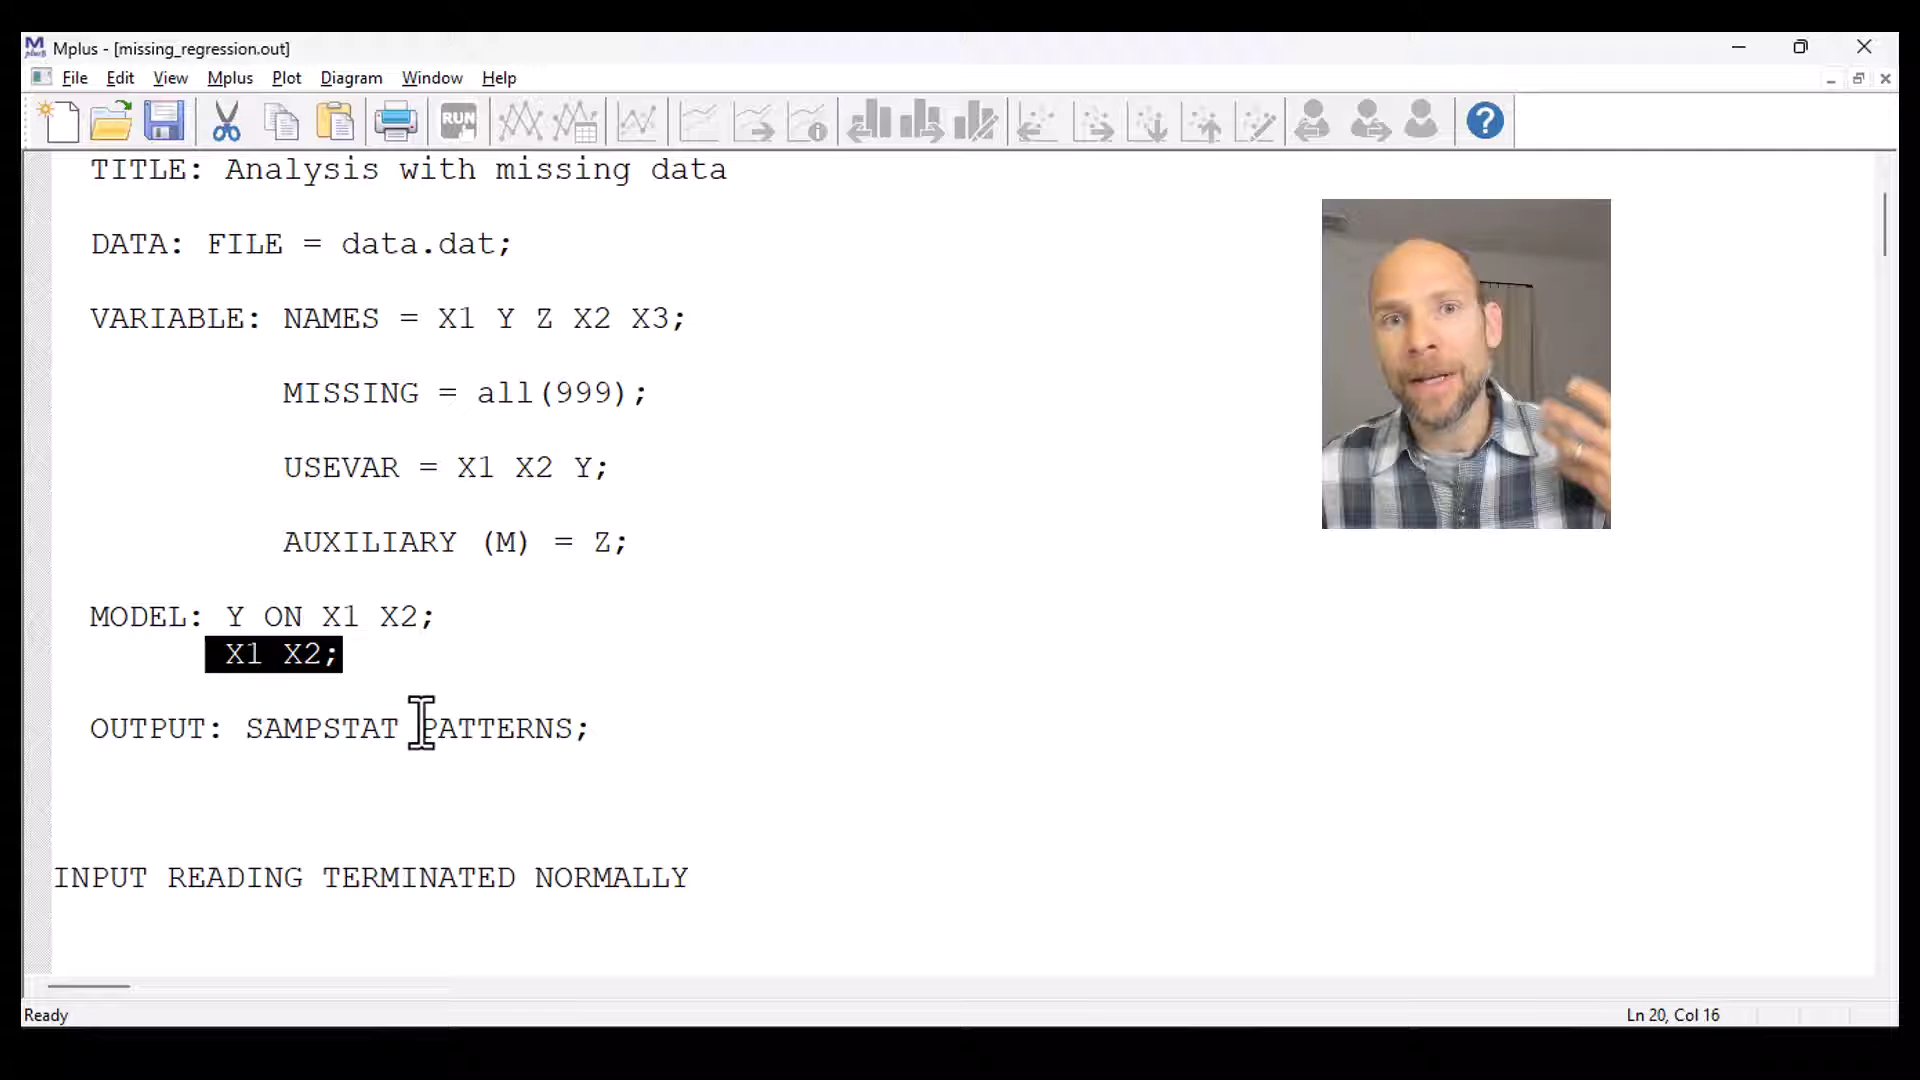 Mplus - [missing_regression.out]
File Edit View Mplus Plot Diagram Window Help
RUN
TITLE: Analysis with missing data
DATA: FILE = data.dat;
VARIABLE: NAMES = X1 Y Z X2 X3;
MISSING = all(999);
USEVAR = X1 X2 Y;
AUXILIARY (M) = Z;
MODEL: Y ON X1 X2;
X1 X2;
OUTPUT: SAMPSTAT PATTERNS;
INPUT READING TERMINATED NORMALLY
Ready
Ln 20, Col 16